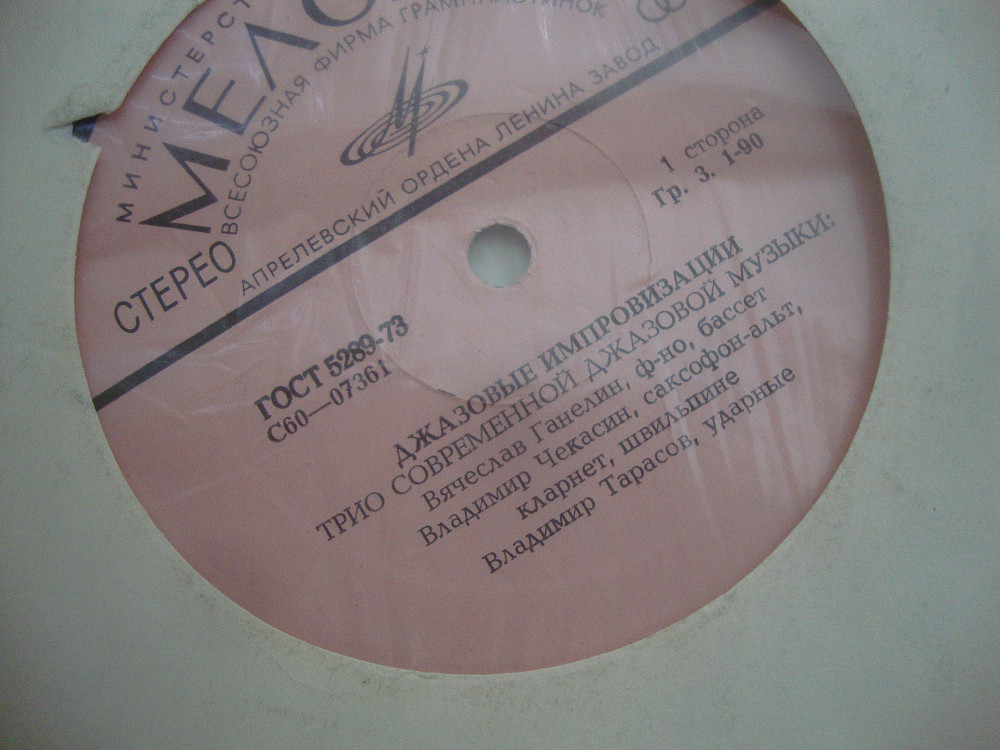 МЕЛО
ВСЕСОЮЗНАЯ ФИРМА ГРАМПЛАСТИНОК
СТЕРЕО
АПРЕЛЕВСКИЙ ОРДЕНА ЛЕНИНА ЗАВОД
1 сторона
Гр. 3. 1-90
ГОСТ 5289-73
С60—07361
ДЖАЗОВЫЕ ИМПРОВИЗАЦИИ
ТРИО СОВРЕМЕННОЙ ДЖАЗОВОЙ МУЗЫКИ:
Вячеслав Ганелин, ф-но, бассет
Владимир Чекасин, саксофон-альт,
кларнет, швильпине
Владимир Тарасов, ударные